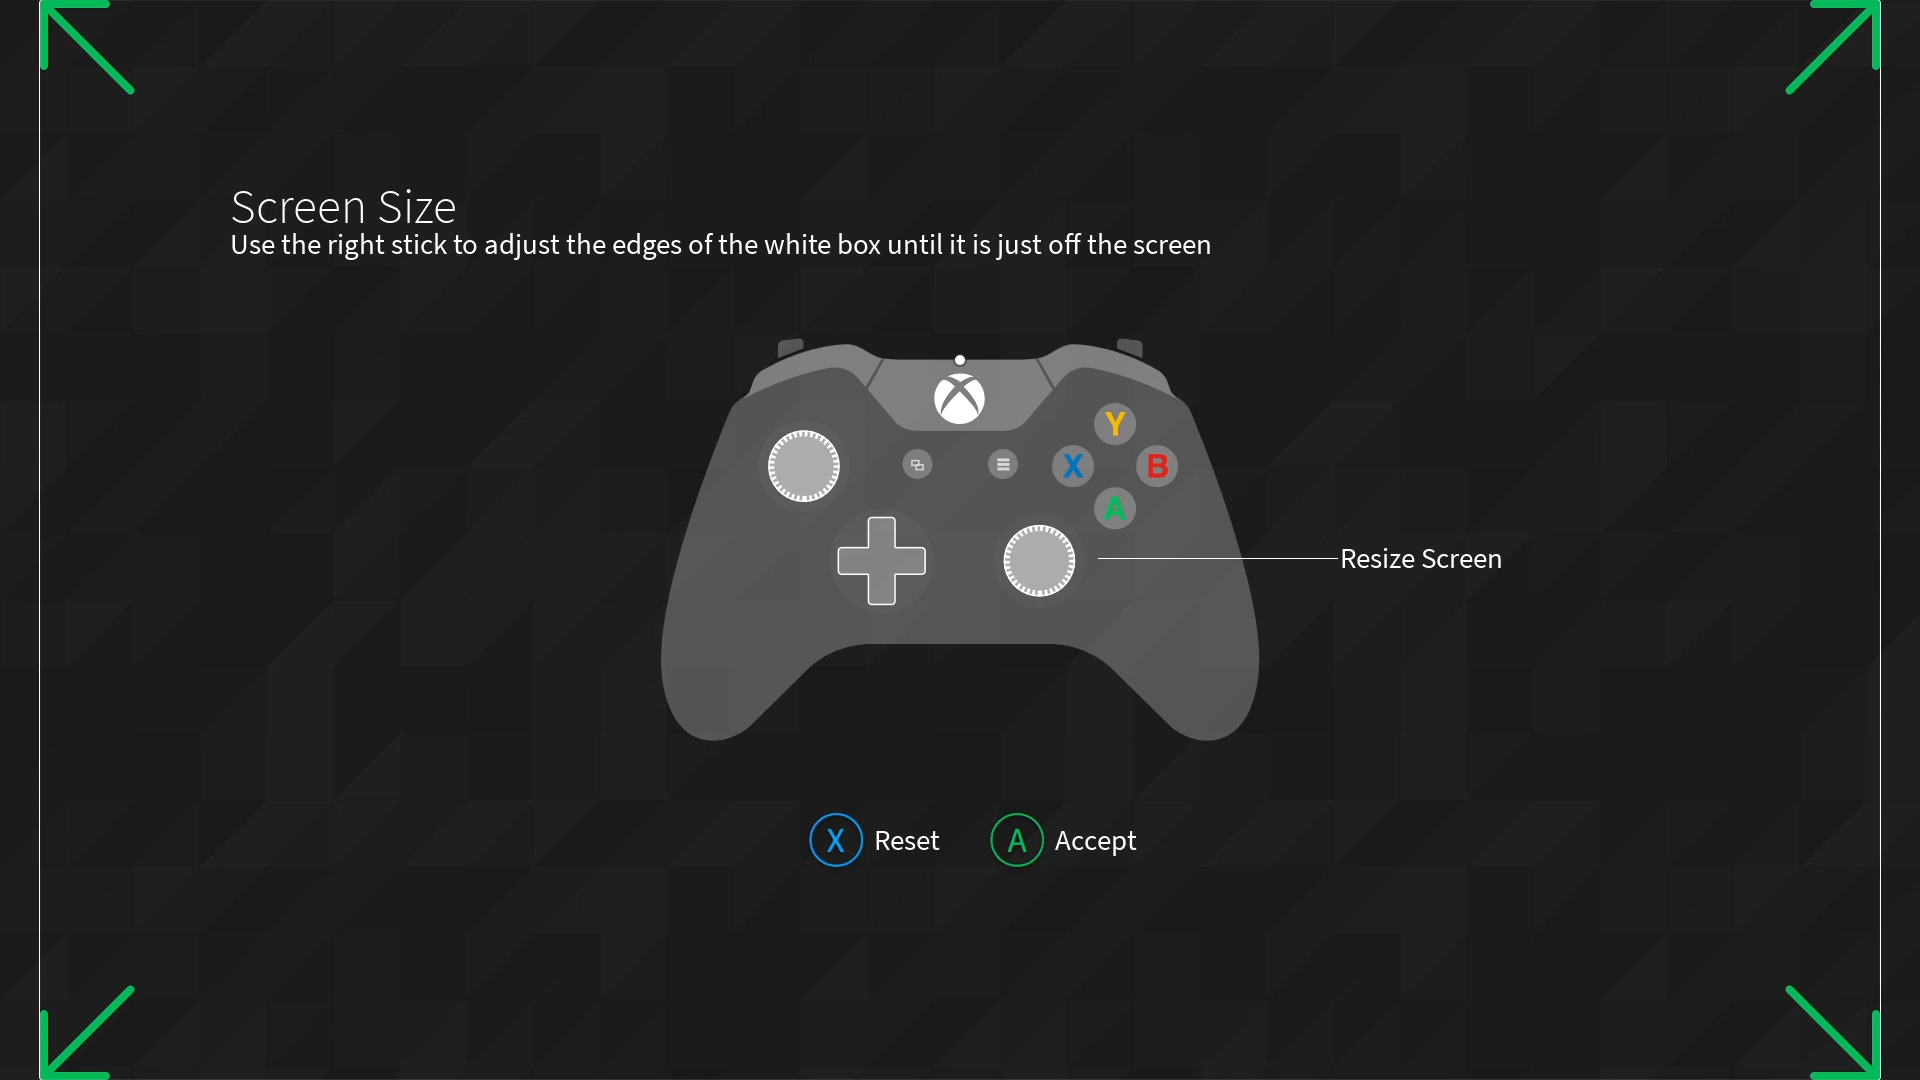 Screen Size
Use the right stick to adjust the edges of the white box until it is just off the screen
Y
X
B
A
Resize Screen
X Reset
A Accept